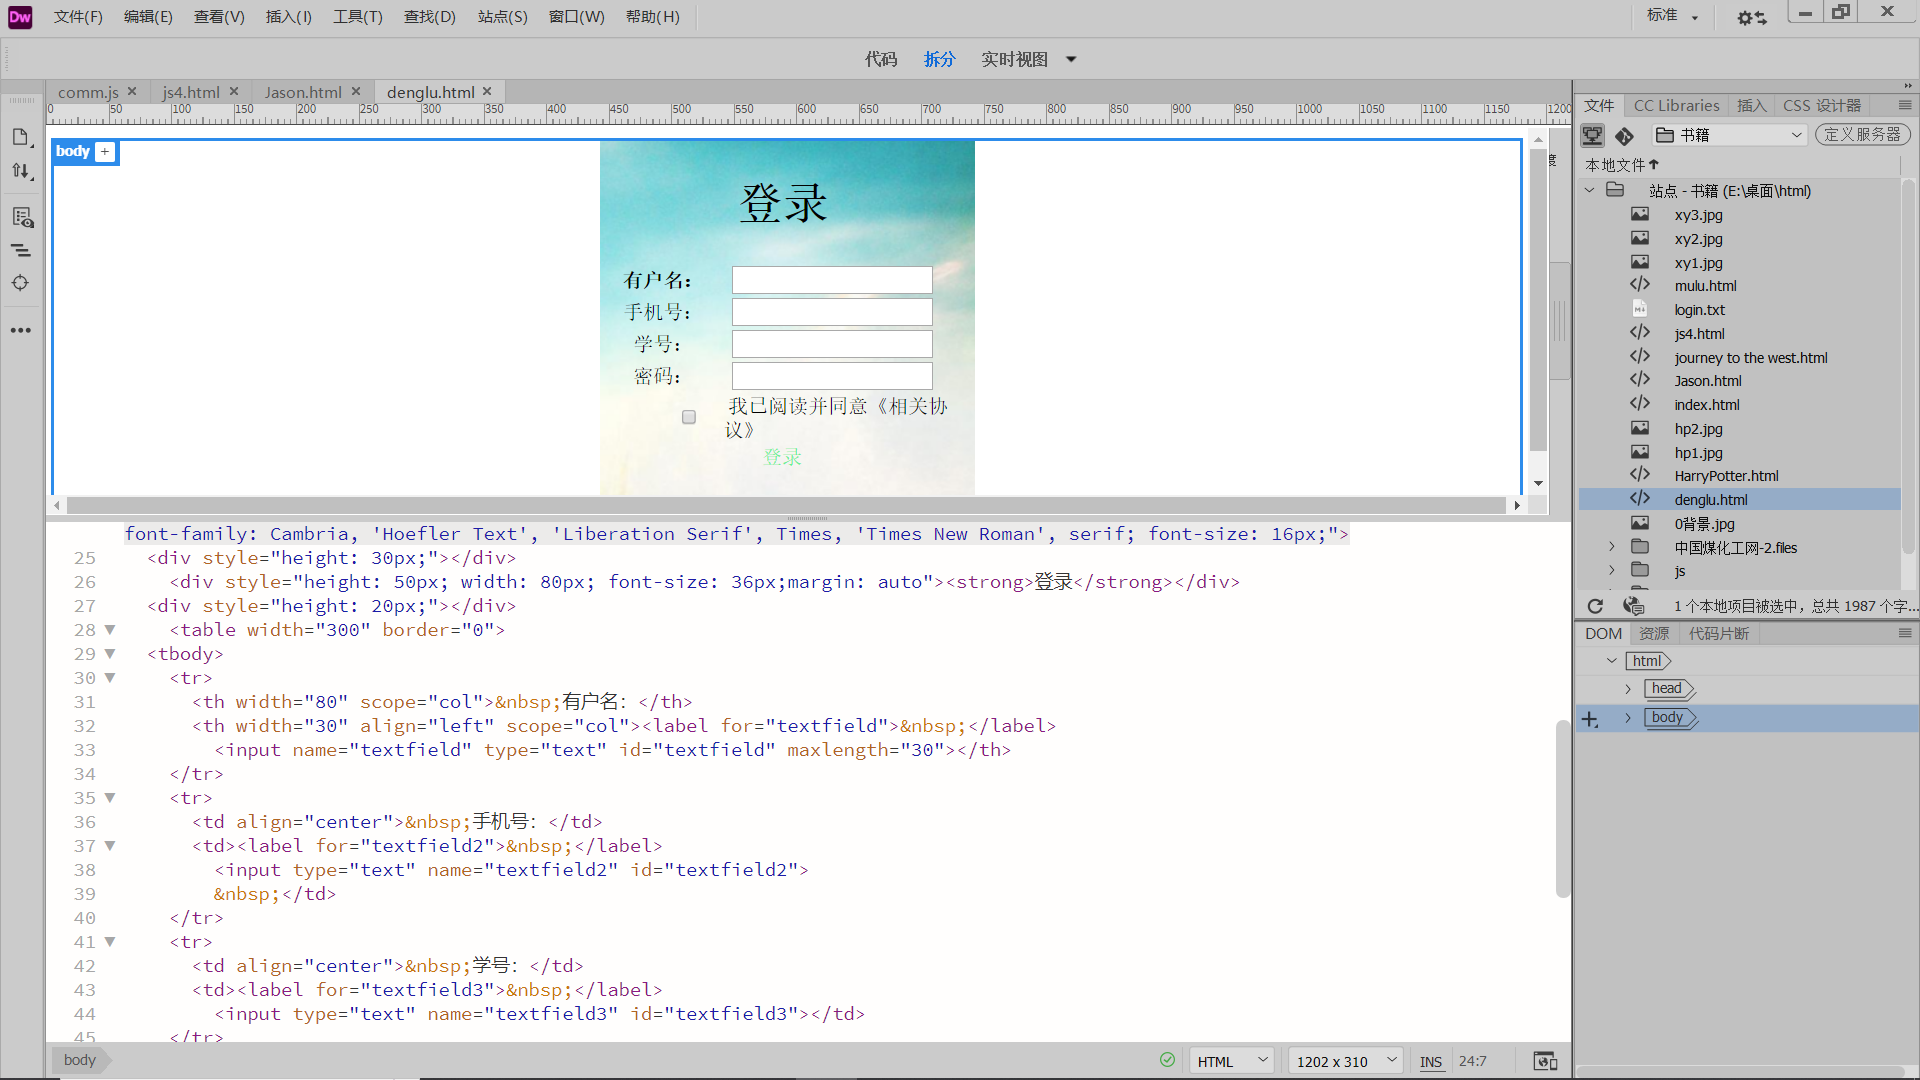 Dw 文件(F) 编辑(E) 查看(V) 插入(I) 工具(T) 查找(D) 站点(S) 窗口(W) 帮助(H) 标准
代码 拆分 实时视图
comm.js js4.html Jason.html denglu.html
0 50 100 150 200 250 300 350 400 450 500 550 600 650 700 750 800 850 900 950 1000 1050 1100 1150 1200
body +
登录
有户名：
手机号：
学号：
密码：
我已阅读并同意《相关协
议》
登录
font-family: Cambria, 'Hoefler Text', 'Liberation Serif', Times, 'Times New Roman', serif; font-size: 16px;">
25 <div style="height: 30px;"></div>
26 <div style="height: 50px; width: 80px; font-size: 36px;margin: auto"><strong>登录</strong></div>
27 <div style="height: 20px;"></div>
28 <table width="300" border="0">
29 <tbody>
30 <tr>
31 <th width="80" scope="col">&nbsp;有户名：</th>
32 <th width="30" align="left" scope="col"><label for="textfield">&nbsp;</label>
33 <input name="textfield" type="text" id="textfield" maxlength="30"></th>
34 </tr>
35 <tr>
36 <td align="center">&nbsp;手机号：</td>
37 <td><label for="textfield2">&nbsp;</label>
38 <input type="text" name="textfield2" id="textfield2">
39 &nbsp;</td>
40 </tr>
41 <tr>
42 <td align="center">&nbsp;学号：</td>
43 <td><label for="textfield3">&nbsp;</label>
44 <input type="text" name="textfield3" id="textfield3"></td>
45 </tr>
body HTML 1202 x 310 INS 24:7
文件 CC Libraries 插入 CSS 设计器
书籍 定义服务器
本地文件
站点 - 书籍 (E:\桌面\html)
xy3.jpg
xy2.jpg
xy1.jpg
mulu.html
login.txt
js4.html
journey to the west.html
Jason.html
index.html
hp2.jpg
hp1.jpg
HarryPotter.html
denglu.html
0背景.jpg
中国煤化工网-2.files
js
1 个本地项目被选中，总共 1987 个字...
DOM 资源 代码片断
html
head
body